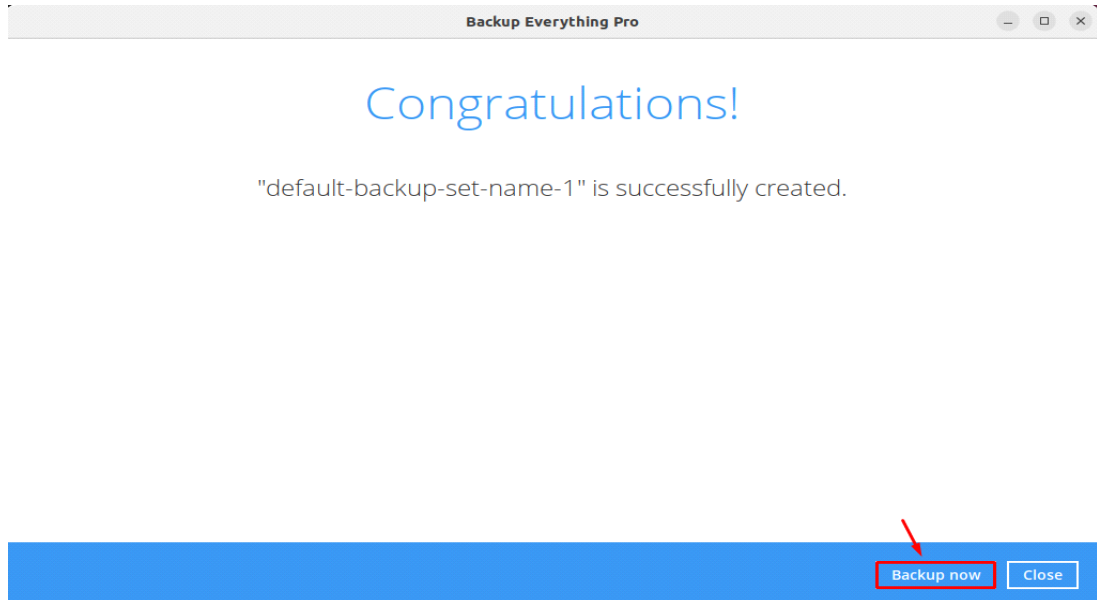 Backup Everything Pro
Congratulations!
"default-backup-set-name-1" is successfully created.
Backup now
Close